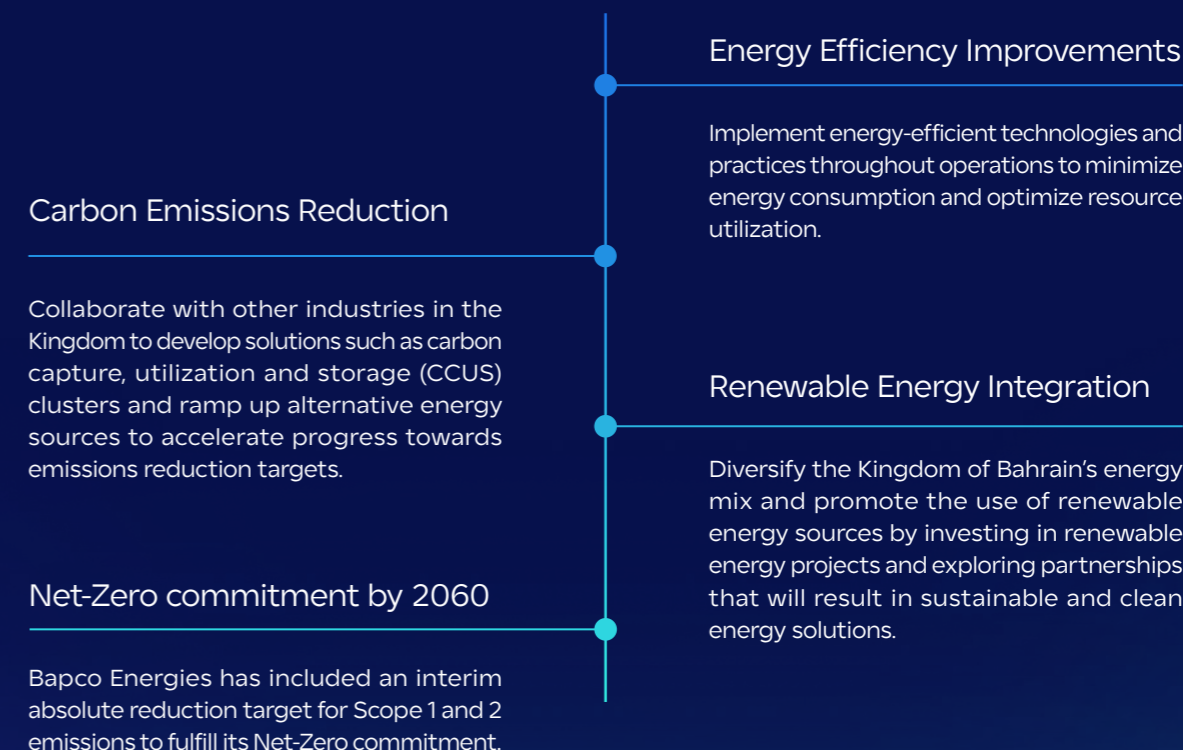 Energy Efficiency Improvements
Implement energy-efficient technologies and
practices throughout operations to minimize
energy consumption and optimize resource
utilization.
Carbon Emissions Reduction
Collaborate with other industries in the
Kingdom to develop solutions such as carbon
capture, utilization and storage (CCUS)
clusters and ramp up alternative energy
sources to accelerate progress towards
emissions reduction targets.
Renewable Energy Integration
Diversify the Kingdom of Bahrain’s energy
mix and promote the use of renewable
energy sources by investing in renewable
energy projects and exploring partnerships
that will result in sustainable and clean
energy solutions.
Net-Zero commitment by 2060
Bapco Energies has included an interim
absolute reduction target for Scope 1 and 2
emissions to fulfill its Net-Zero commitment.